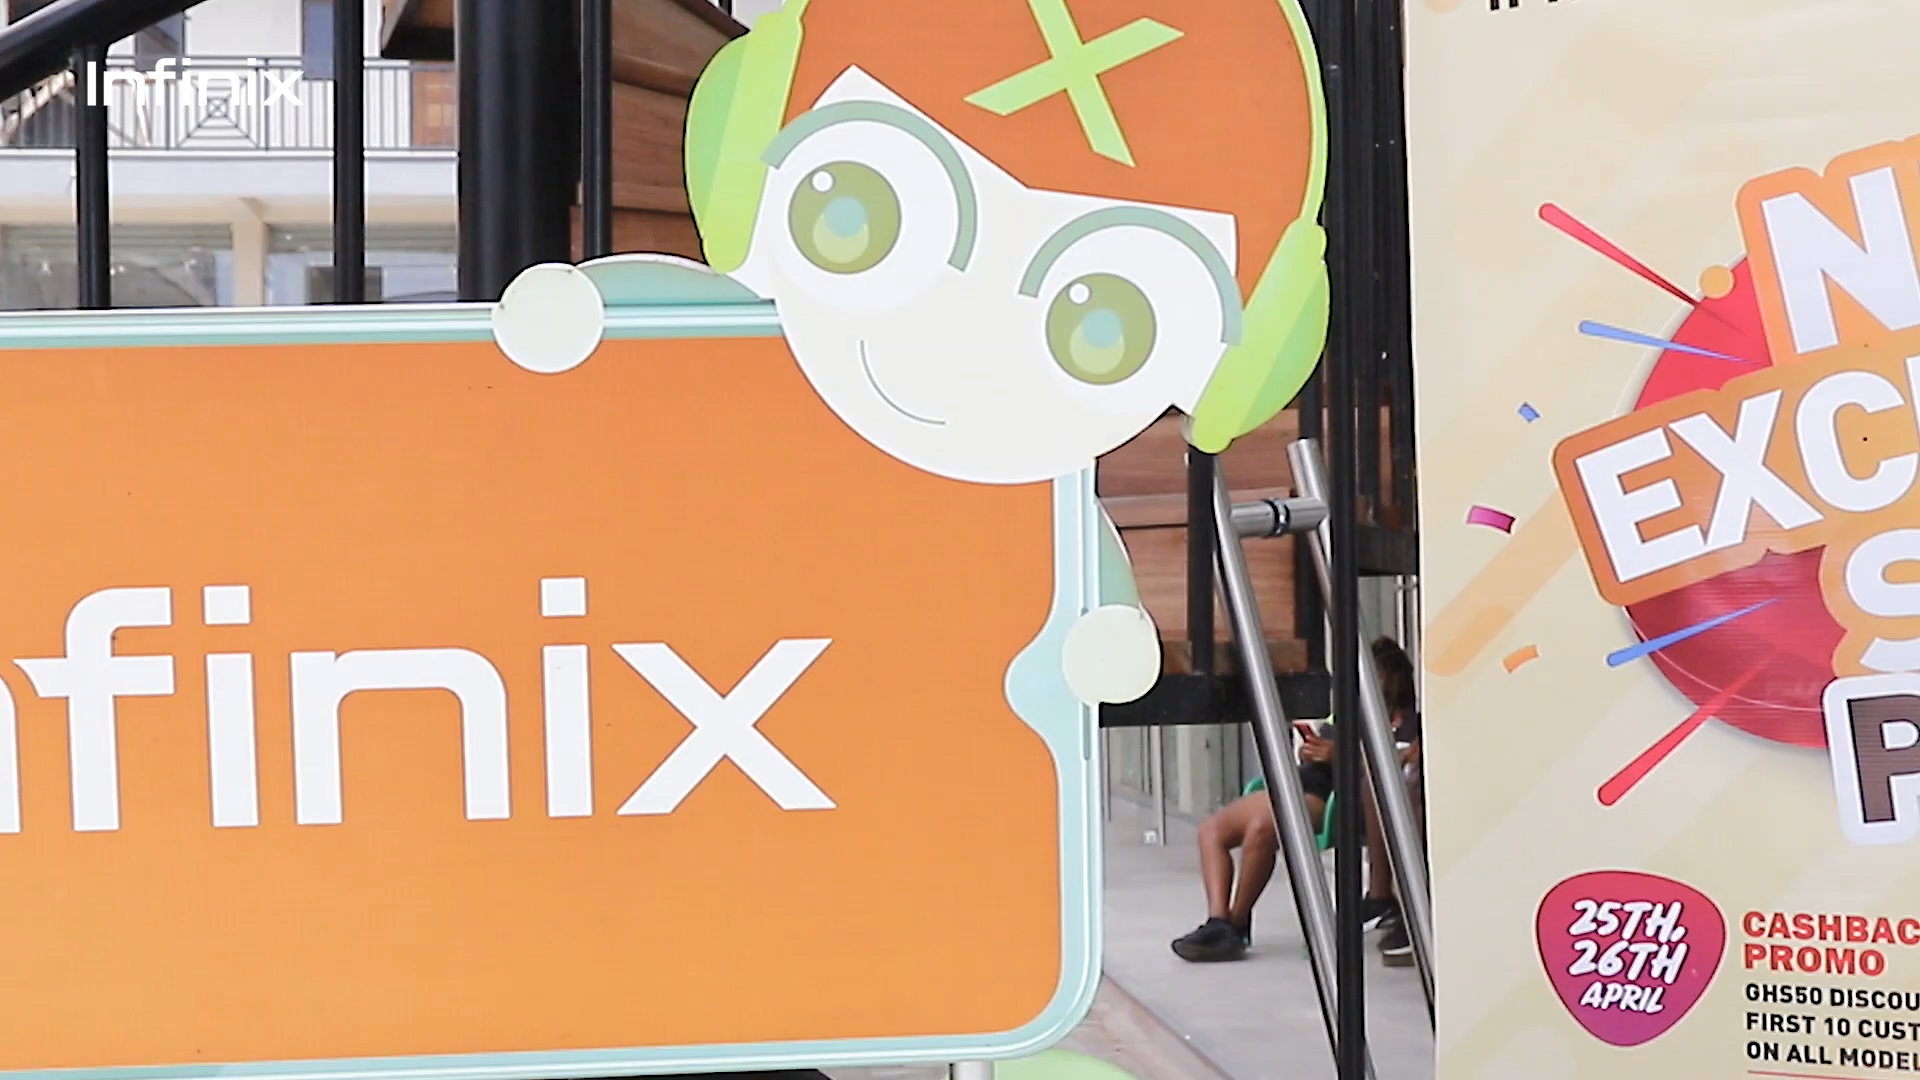 Infinix
nfinix
X
25TH,
26TH
APRIL
CASHBAC
PROMO
GHS50 DISCOU
FIRST 10 CUST
ON ALL MODEL
N
EXC
S
P